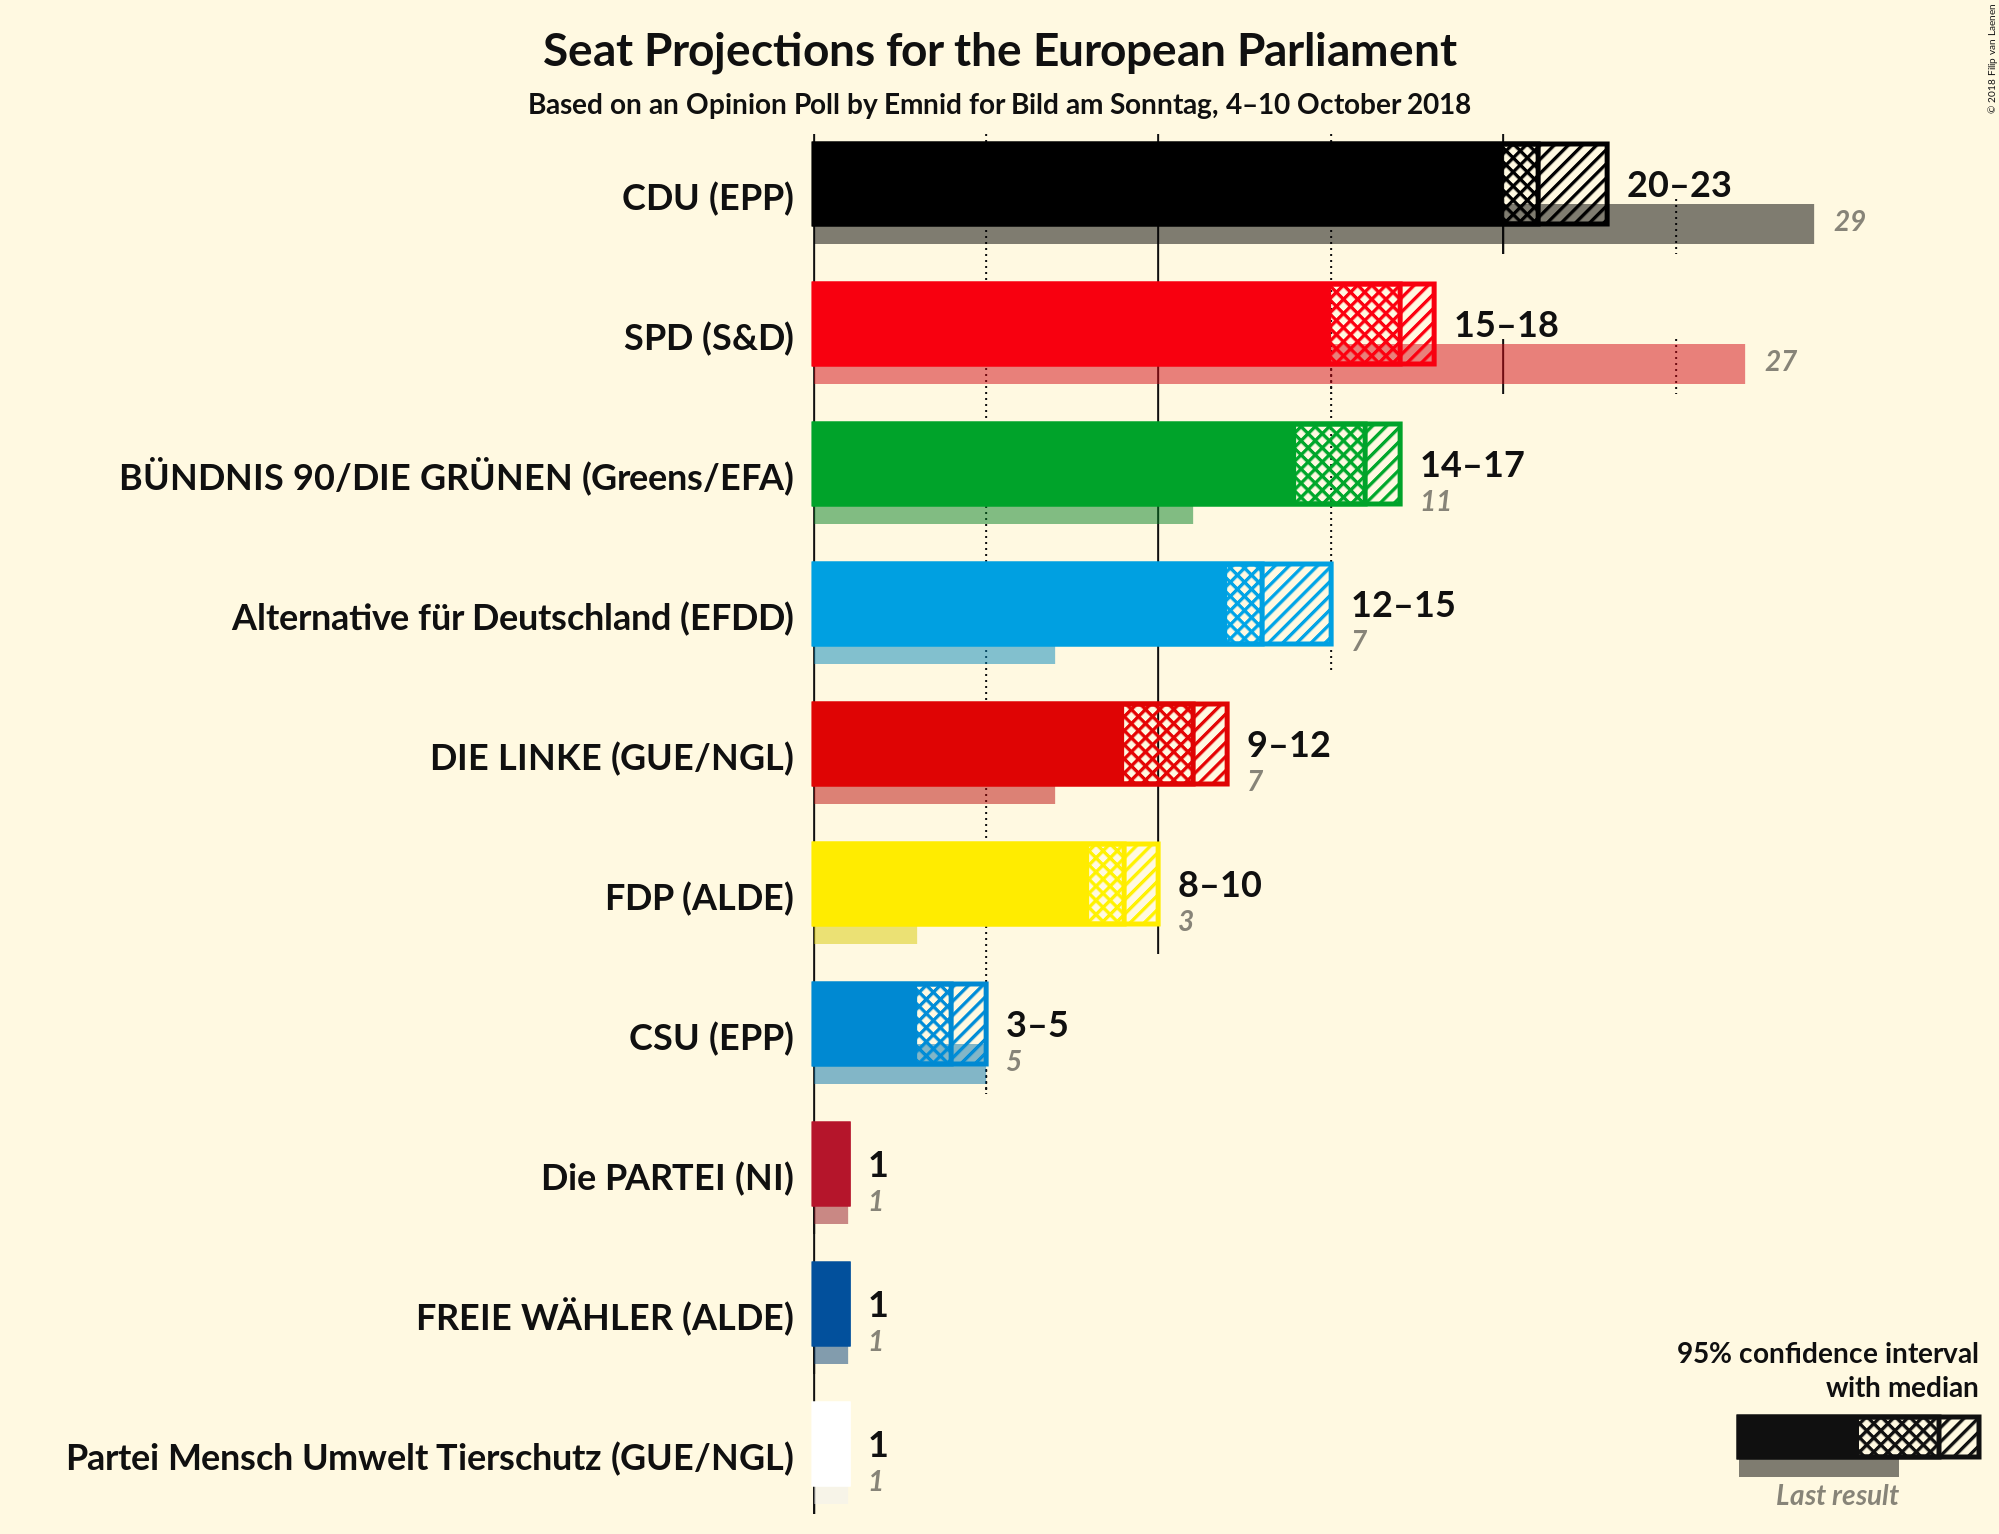 Seat Projections for the European Parliament
Based on an Opinion Poll by Emnid for Bild am Sonntag, 4–10 October 2018
© 2018 Filip van Laenen
CDU (EPP)
20–23
29
SPD (S&D)
15–18
27
BÜNDNIS 90/DIE GRÜNEN (Greens/EFA)
14–17
11
Alternative für Deutschland (EFDD)
12–15
7
DIE LINKE (GUE/NGL)
9–12
7
FDP (ALDE)
8–10
3
CSU (EPP)
3–5
5
Die PARTEI (NI)
1
1
FREIE WÄHLER (ALDE)
1
1
Partei Mensch Umwelt Tierschutz (GUE/NGL)
1
1
95% confidence interval
with median
Last result